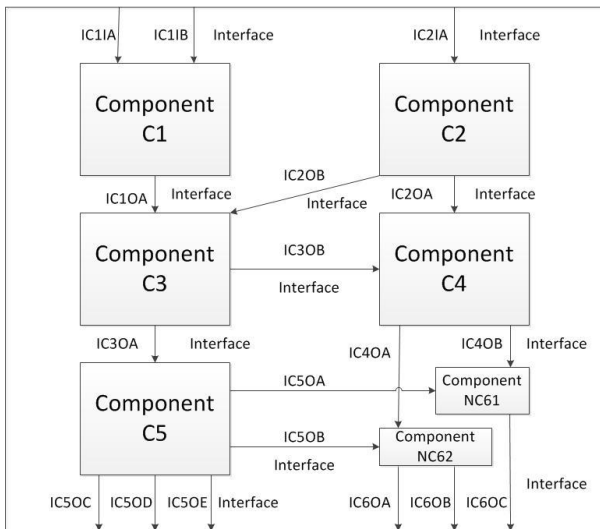 IC1IA IC1IB Interface IC2IA Interface
Component
C1
Component
C2
IC2OB
IC1OA Interface Interface IC2OA Interface
Component
C3
IC3OB
Interface
Component
C4
IC3OA Interface IC4OA IC4OB Interface
Component
C5
IC5OA
Component
NC61
IC5OB
Interface
Component
NC62
IC5OC IC5OD IC5OE Interface IC6OA IC6OB IC6OC Interface